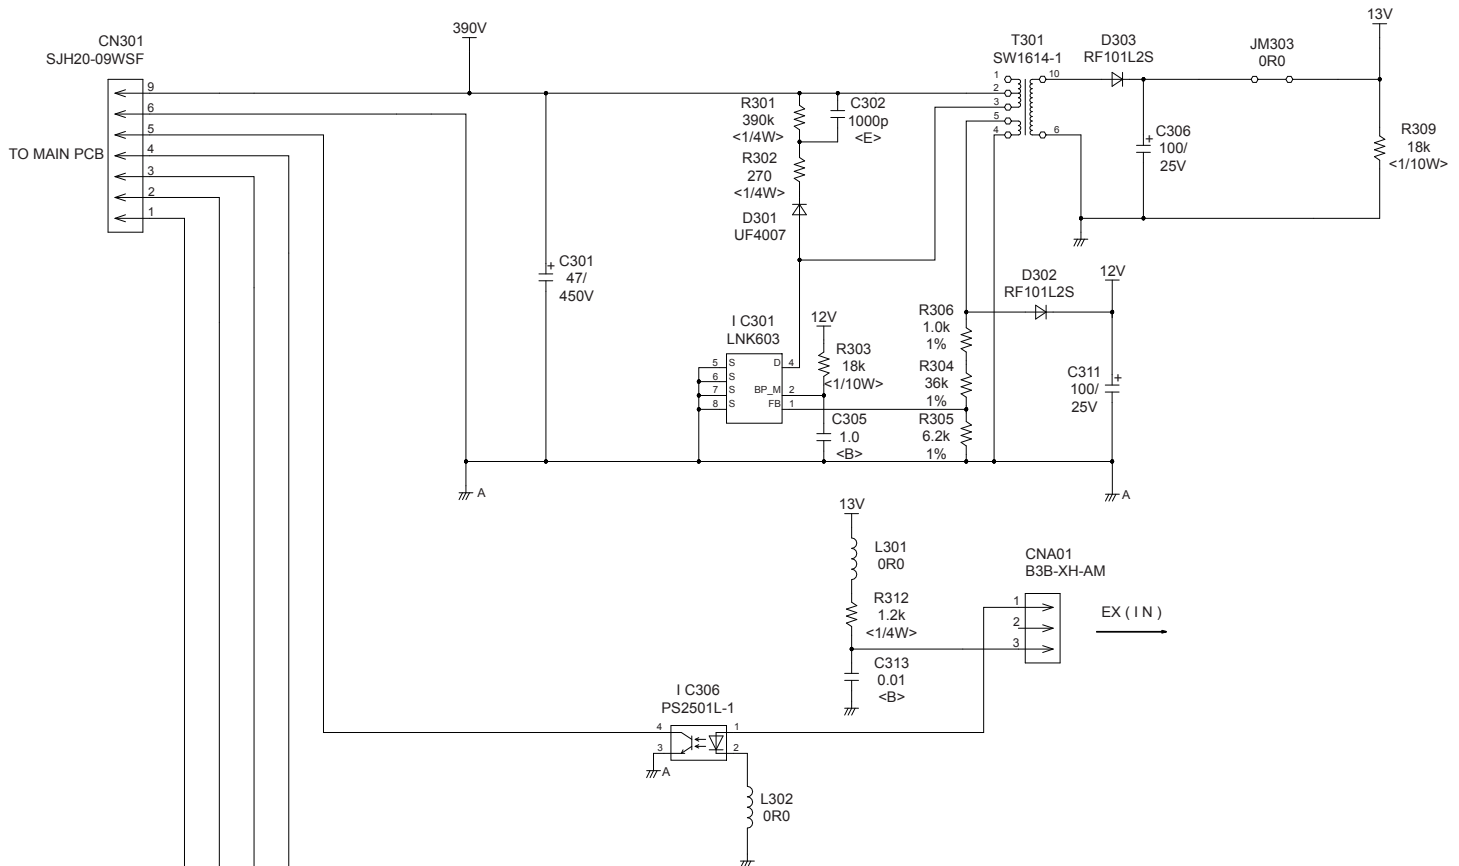 CN301
SJH20-09WSF
9
6
5
4
3
2
1
TO MAIN PCB
390V
C301
47/
450V
R301
390k
<1/4W>
C302
1000p
<E>
R302
270
<1/4W>
D301
UF4007
T301
SW1614-1
1
2
3
5
4
10
6
D303
RF101L2S
JM303
0R0
13V
C306
100/
25V
R309
18k
<1/10W>
I C301
LNK603
5 S
6 S
7 S
8 S
D 4
BP_M 2
FB 1
12V
R303
18k
<1/10W>
C305
1.0
<B>
R306
1.0k
1%
R304
36k
1%
R305
6.2k
1%
D302
RF101L2S
12V
C311
100/
25V
A
A
13V
L301
0R0
R312
1.2k
<1/4W>
C313
0.01
<B>
CNA01
B3B-XH-AM
1
2
3
EX ( I N )
I C306
PS2501L-1
4
3
1
2
A
L302
0R0